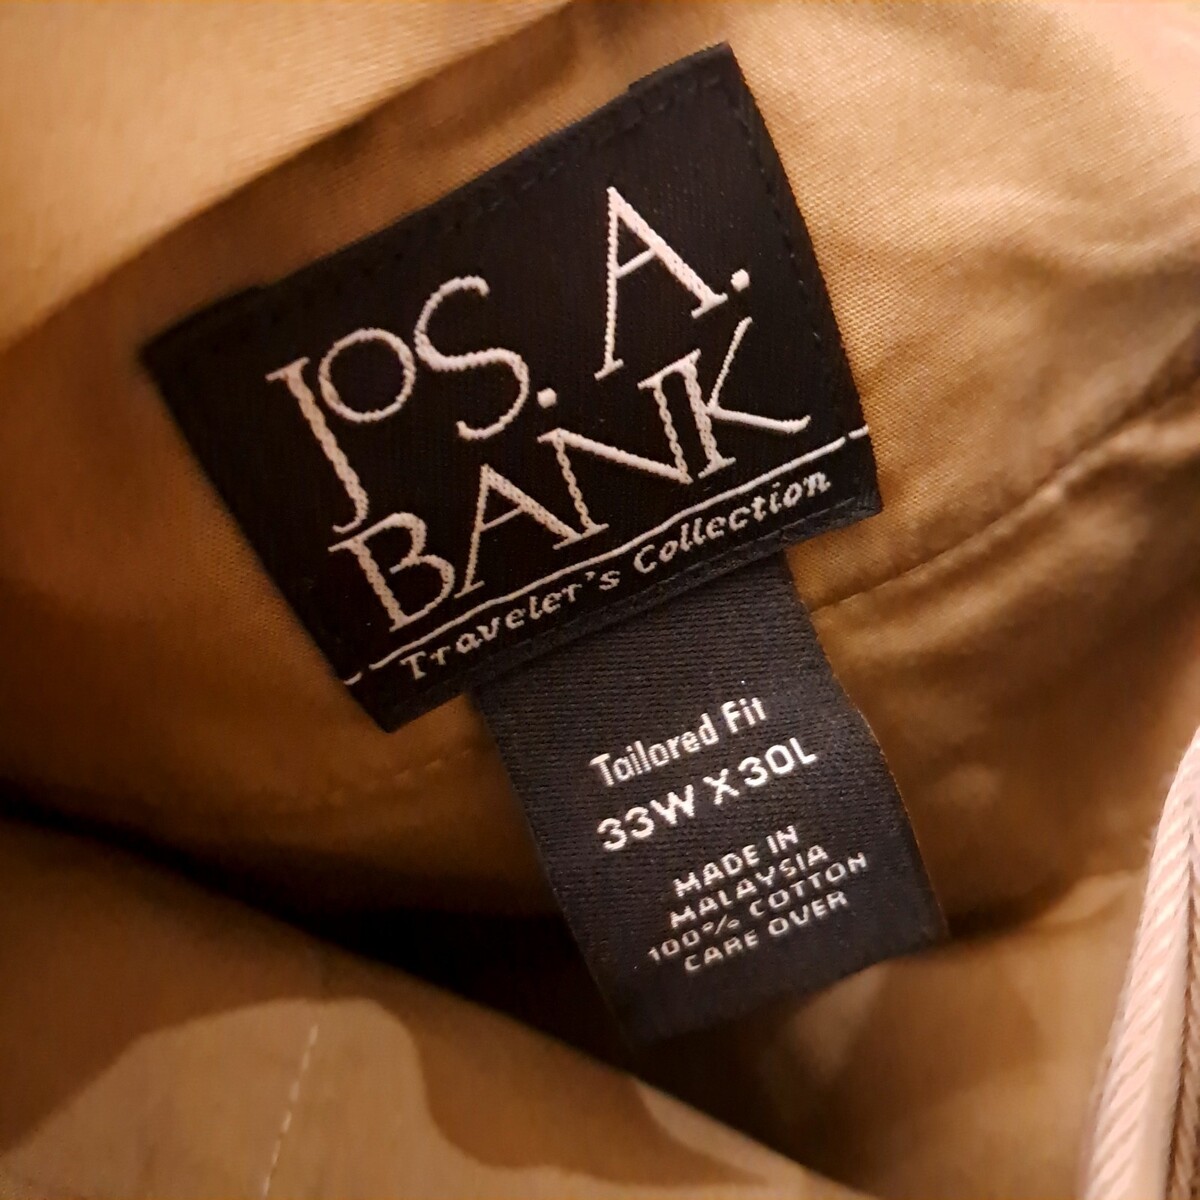 JOS. A.
BANK
Traveler's Collection
Tailored Fit
33W X 30L
MADE IN
MALAYSIA
100% COTTON
CARE OVER